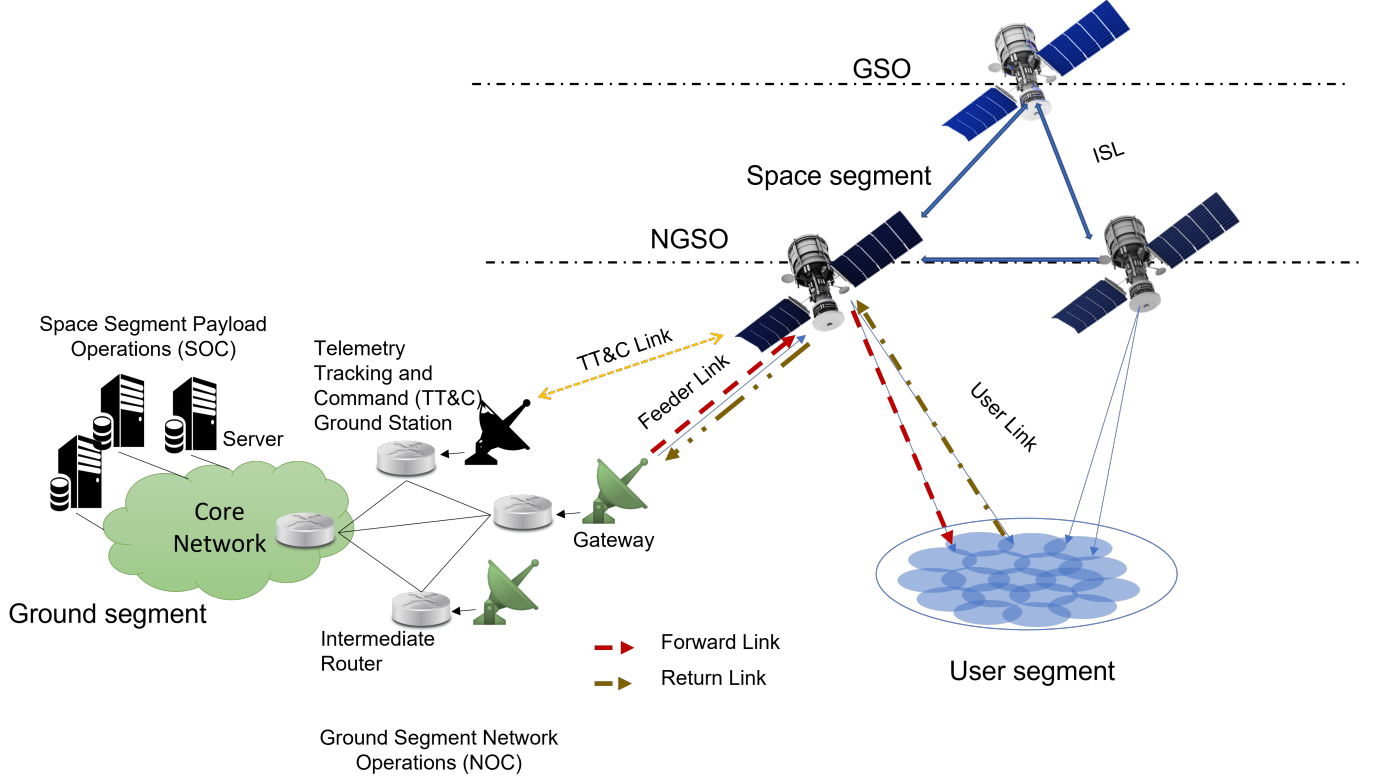 GSO
ISL
Space segment
NGSO
Space Segment Payload
Operations (SOC)
Telemetry
Tracking and
Command (TT&C)
Ground Station
TT&C Link
Feeder Link
User Link
Server
Core
Network
Gateway
Ground segment
Intermediate
Router
Forward Link
Return Link
User segment
Ground Segment Network
Operations (NOC)